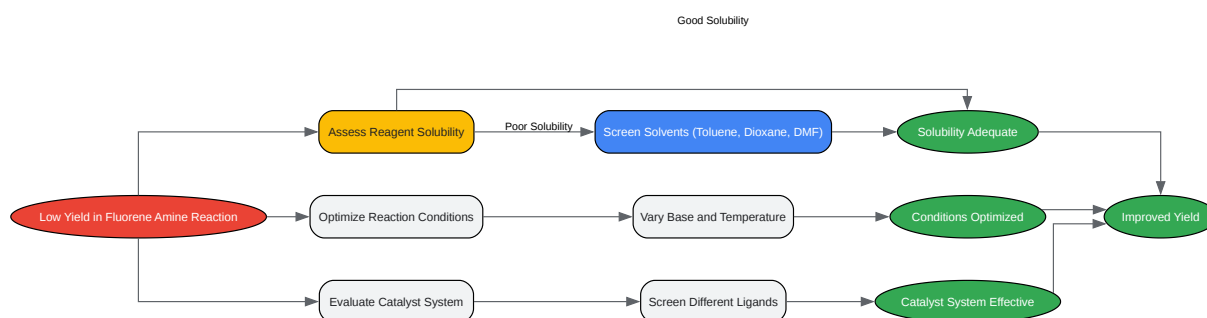 Good Solubility
Assess Reagent Solubility
Poor Solubility
Screen Solvents (Toluene, Dioxane, DMF)
Solubility Adequate
Low Yield in Fluorene Amine Reaction
Optimize Reaction Conditions
Vary Base and Temperature
Conditions Optimized
Improved Yield
Evaluate Catalyst System
Screen Different Ligands
Catalyst System Effective